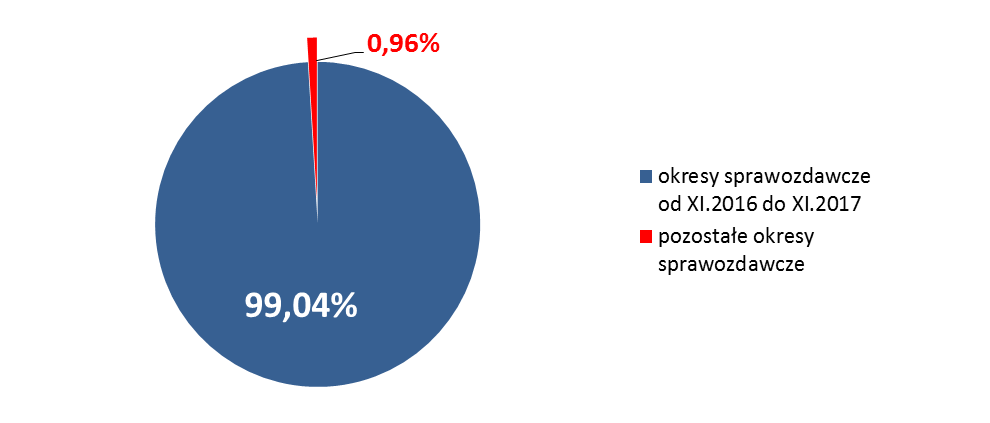 0,96%
99,04%
okresy sprawozdawcze
od XI.2016 do XI.2017
pozostałe okresy
sprawozdawcze